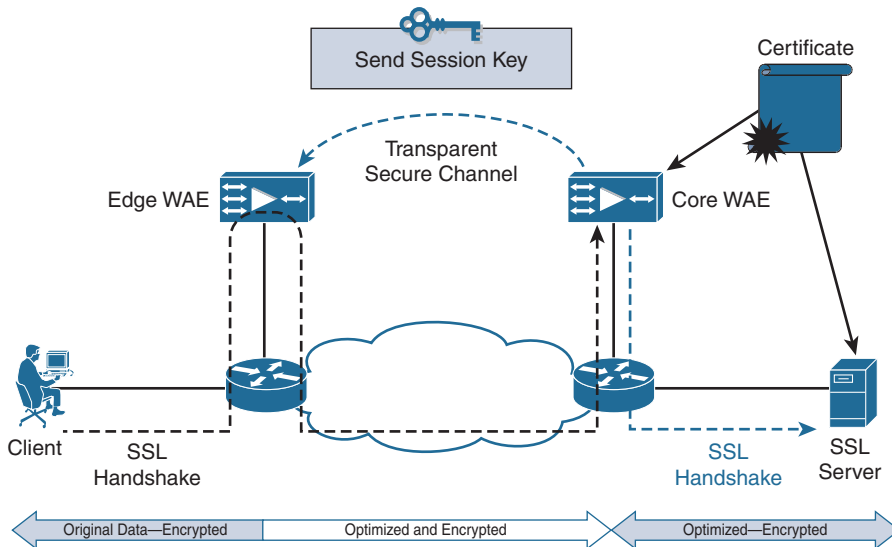 Send Session Key
Certificate
Transparent
Secure Channel
Edge WAE
Core WAE
Client
SSL
Handshake
SSL
Handshake
SSL
Server
Original Data—Encrypted
Optimized and Encrypted
Optimized—Encrypted